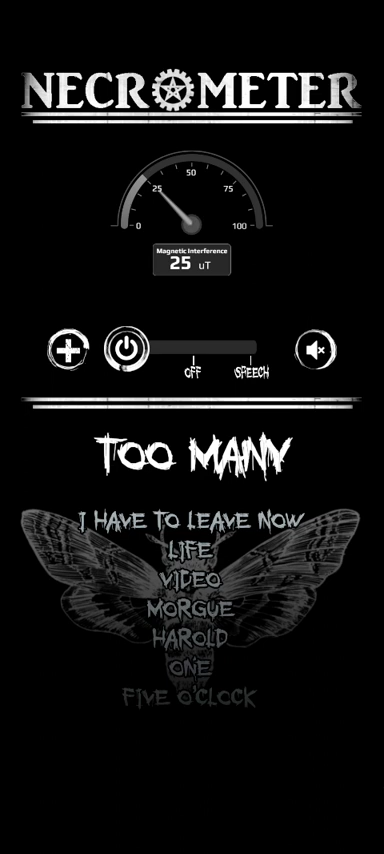 NECROMETER
50
25
75
0
100
Magnetic Interference
25 uT
OFF
SPEECH
TOO MANY
I HAVE TO LEAVE NOW
LIFE
VIDEO
MORGUE
HAROLD
ONE
FIVE O'CLOCK